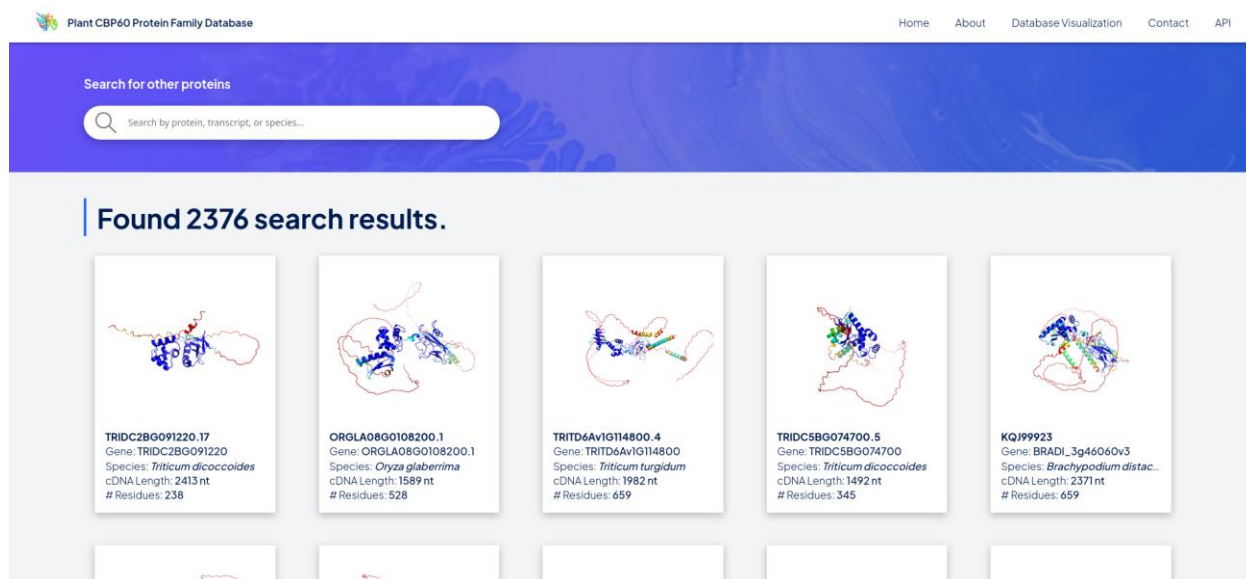 Plant CBP60 Protein Family Database
Home About Database Visualization Contact API
Search for other proteins
Search by protein, transcript, or species...
Found 2376 search results.
TRIDC2BG091220.17
Gene: TRIDC2BG091220
Species: Triticum dicoccoides
cDNA Length: 2413 nt
# Residues: 238
ORGLA08G0108200.1
Gene: ORGLA08G0108200.1
Species: Oryza glaberrima
cDNA Length: 1589 nt
# Residues: 528
TRITD6Av1G114800.4
Gene: TRITD6Av1G114800
Species: Triticum turgidum
cDNA Length: 1982 nt
# Residues: 659
TRIDC5BG074700.5
Gene: TRIDC5BG074700
Species: Triticum dicoccoides
cDNA Length: 1492 nt
# Residues: 345
KQJ99923
Gene: BRADI_3g46060v3
Species: Brachypodium distac...
cDNA Length: 2371 nt
# Residues: 659